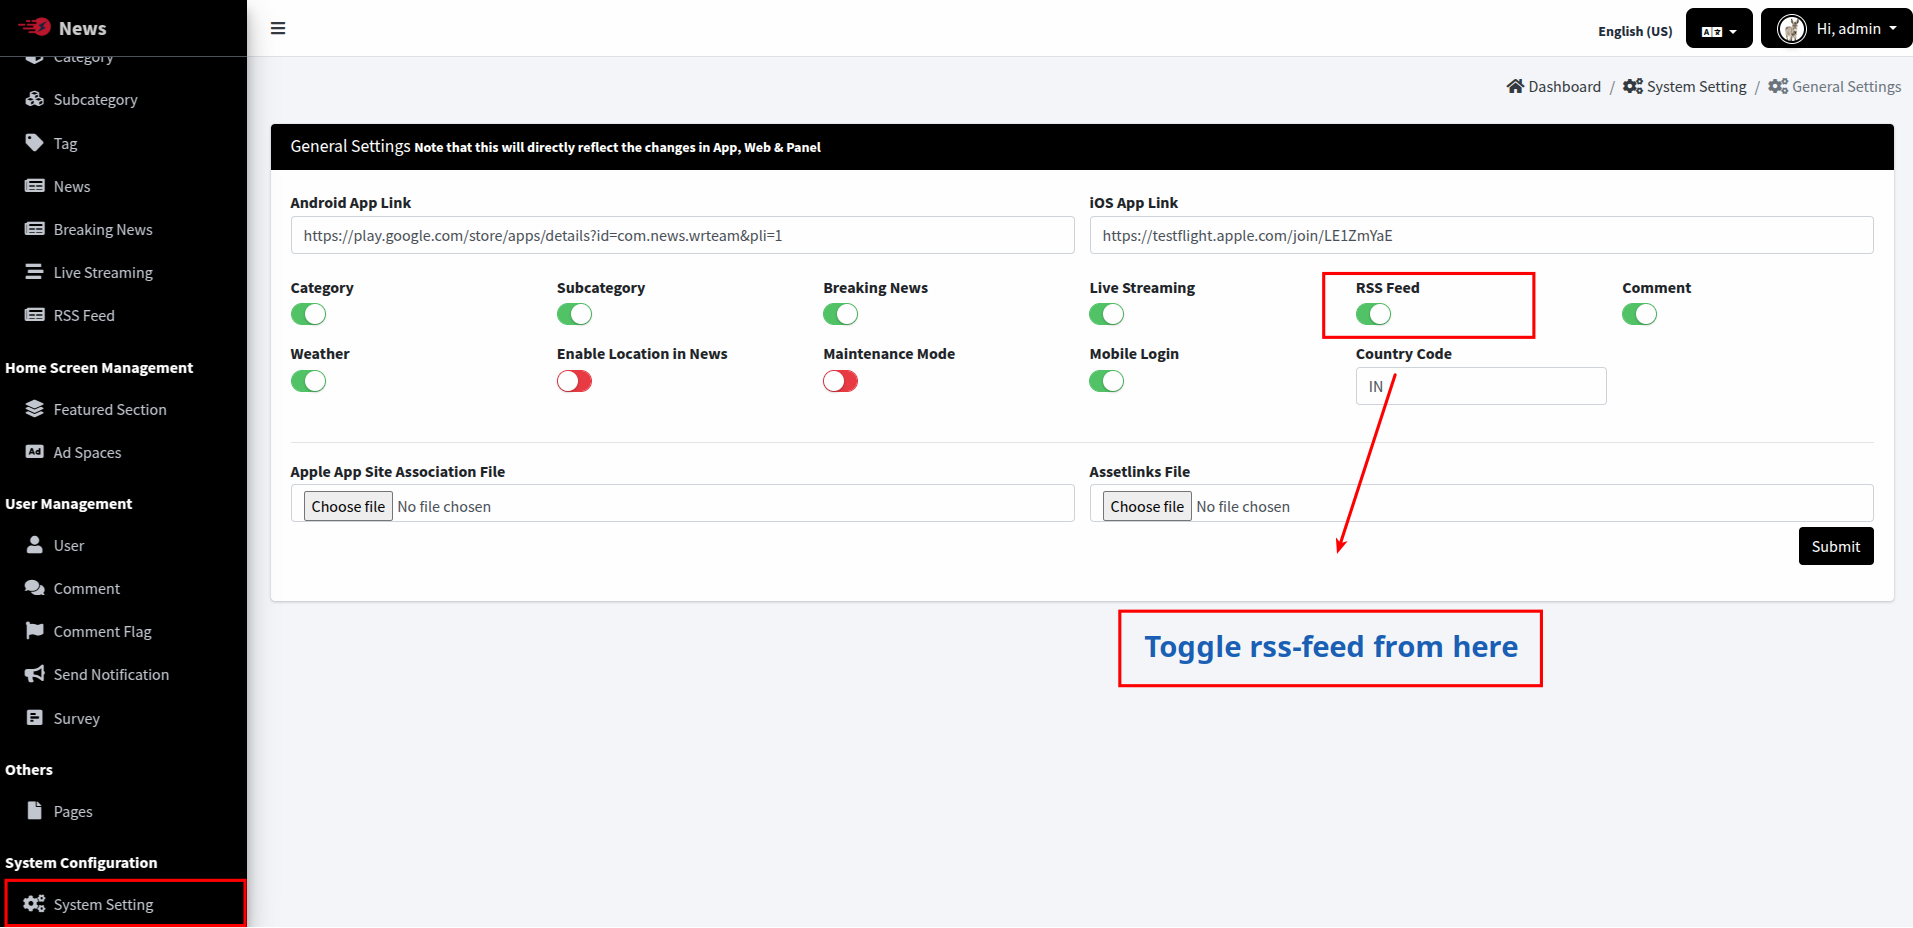 News
Category
Subcategory
Tag
News
Breaking News
Live Streaming
RSS Feed
Home Screen Management
Featured Section
Ad
Ad Spaces
User Management
User
Comment
Comment Flag
Send Notification
Survey
Others
Pages
System Configuration
System Setting
English (US)
Hi, admin
Dashboard / System Setting / General Settings
General Settings Note that this will directly reflect the changes in App, Web & Panel
Android App Link
iOS App Link
https://play.google.com/store/apps/details?id=com.news.wrteam&pli=1
https://testflight.apple.com/join/LE1ZmYaE
Category
Subcategory
Breaking News
Live Streaming
RSS Feed
Comment
Weather
Enable Location in News
Maintenance Mode
Mobile Login
Country Code
IN
Apple App Site Association File
Assetlinks File
Choose file No file chosen
Choose file No file chosen
Submit
Toggle rss-feed from here